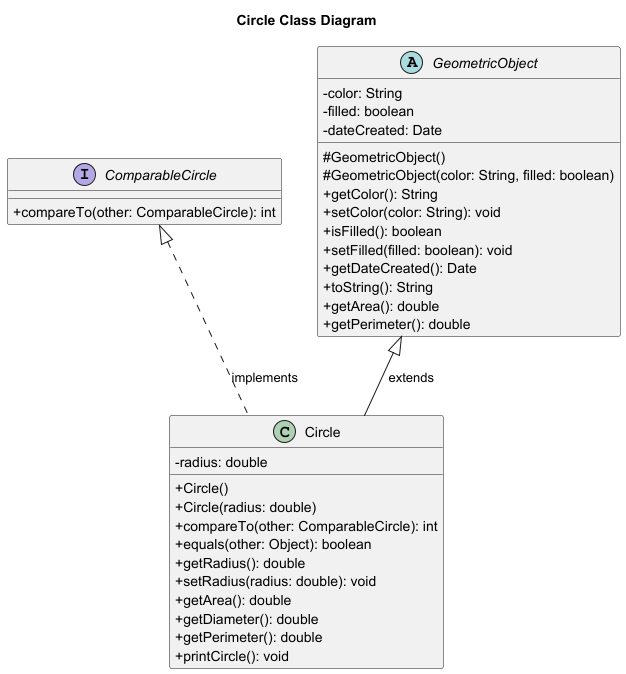 Circle Class Diagram
A GeometricObject
-color: String
-filled: boolean
-dateCreated: Date
#GeometricObject()
#GeometricObject(color: String, filled: boolean)
+getColor(): String
+setColor(color: String): void
+isFilled(): boolean
+setFilled(filled: boolean): void
+getDateCreated(): Date
+toString(): String
+getArea(): double
+getPerimeter(): double
I ComparableCircle
+compareTo(other: ComparableCircle): int
implements
extends
C Circle
-radius: double
+Circle()
+Circle(radius: double)
+compareTo(other: ComparableCircle): int
+equals(other: Object): boolean
+getRadius(): double
+setRadius(radius: double): void
+getArea(): double
+getDiameter(): double
+getPerimeter(): double
+printCircle(): void